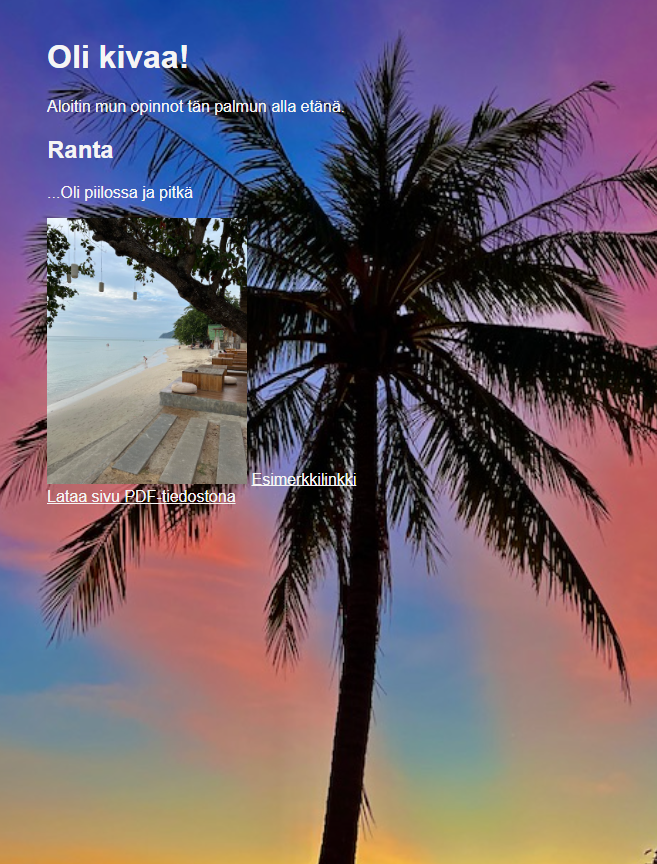 Oli kivaa!
Aloitin mun opinnot tän palmun alla etänä.
Ranta
...Oli piilossa ja pitkä
Esimerkkilinkki
Lataa sivu PDF-tiedostona